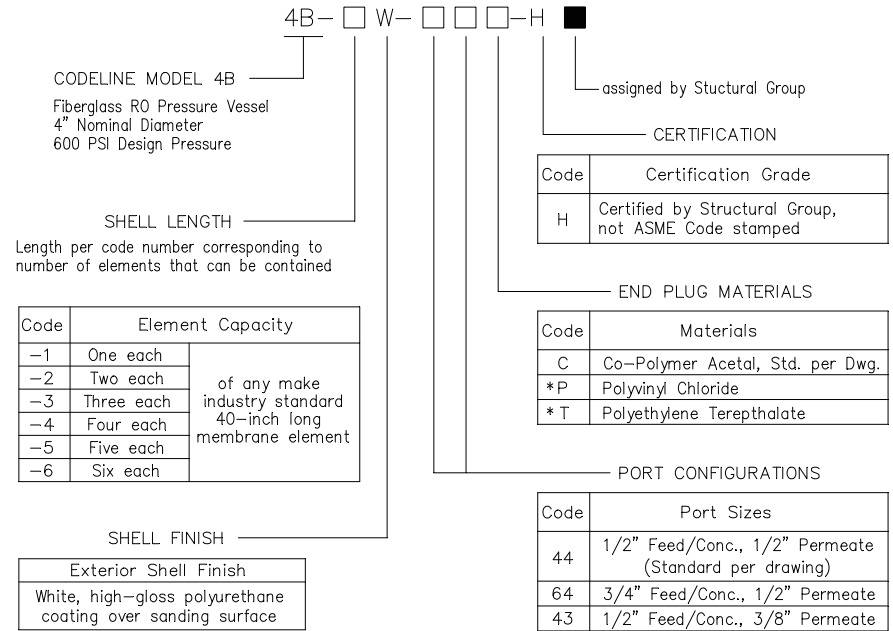 4B-□ W-□□□-H ■
CODELINE MODEL 4B
Fiberglass RO Pressure Vessel
4" Nominal Diameter
600 PSI Design Pressure
assigned by Stuctural Group
CERTIFICATION
Code Certification Grade
H Certified by Structural Group,
not ASME Code stamped
SHELL LENGTH
Length per code number corresponding to
number of elements that can be contained
Code Element Capacity
-1 One each
-2 Two each
-3 Three each
-4 Four each
-5 Five each
-6 Six each
of any make
industry standard
40-inch long
membrane element
END PLUG MATERIALS
Code Materials
C Co-Polymer Acetal, Std. per Dwg.
*P Polyvinyl Chloride
*T Polyethylene Terepthalate
PORT CONFIGURATIONS
Code Port Sizes
44 1/2" Feed/Conc., 1/2" Permeate
(Standard per drawing)
64 3/4" Feed/Conc., 1/2" Permeate
43 1/2" Feed/Conc., 3/8" Permeate
SHELL FINISH
Exterior Shell Finish
White, high-gloss polyurethane
coating over sanding surface